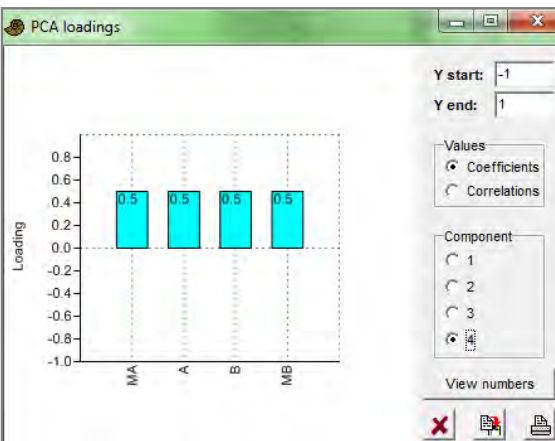 PCA loadings
Y start: -1
Y end: 1
Values
Coefficients
Correlations
Component
1
2
3
4
View numbers
Loading
0.8
0.6
0.4
0.2
0.0
-0.2
-0.4
-0.6
-0.8
-1.0
0.5 0.5 0.5 0.5
MA A B MB